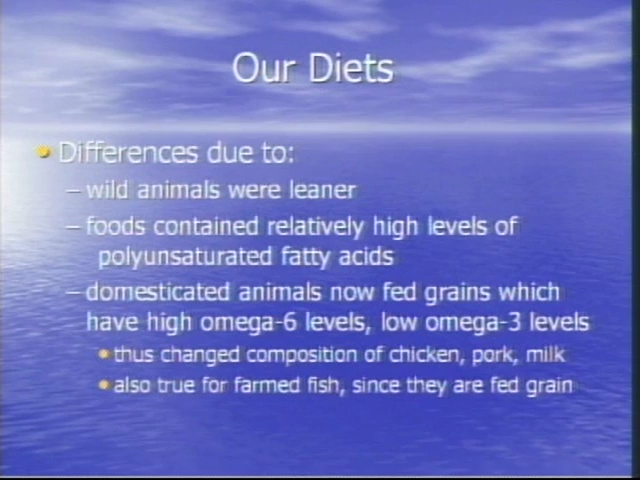 Our Diets
Differences due to:
– wild animals were leaner
– foods contained relatively high levels of
polyunsaturated fatty acids
– domesticated animals now fed grains which
have high omega-6 levels, low omega-3 levels
• thus changed composition of chicken, pork, milk
• also true for farmed fish, since they are fed grain